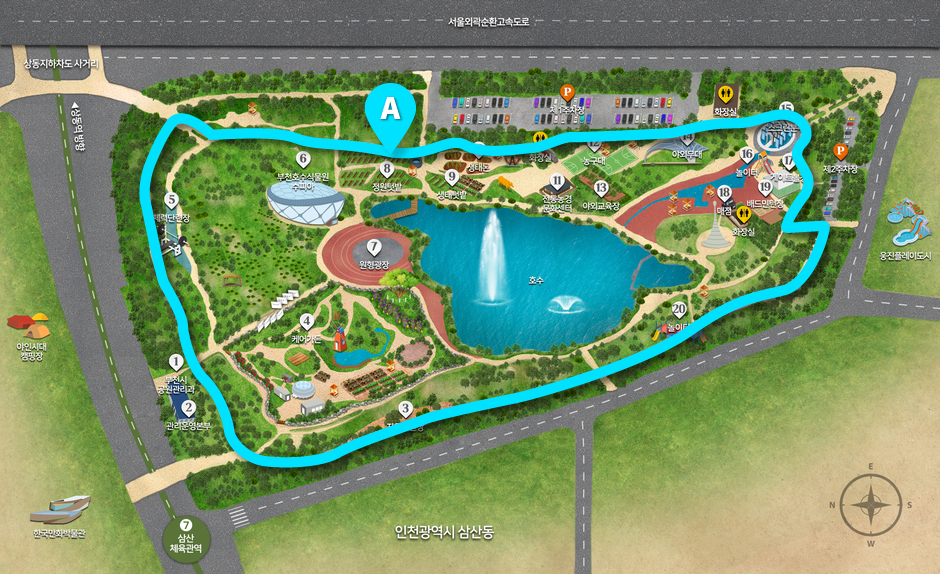 서울외곽순환고속도로
상동지하차도 사거리
◀상동역 방향
A
P
제1주차장
화장실
15
P
제2주차장
6
부천호수식물원
수피아
8
정원텃밭
9
생태텃밭
화장실
농구대
야외무대
11
전통농경
문화센터
13
야외교육장
16
놀이터
17
18
매점
19
배드민턴장
화장실
5
체력단련장
7
원형광장
호수
웅진플레이도시
야인시대
캠핑장
4
케어가든
20
놀이터
1
부천시
공원관리과
2
관리운영본부
3
한국만화박물관
7
삼산
체육관역
인천광역시 삼산동
E
N
S
W